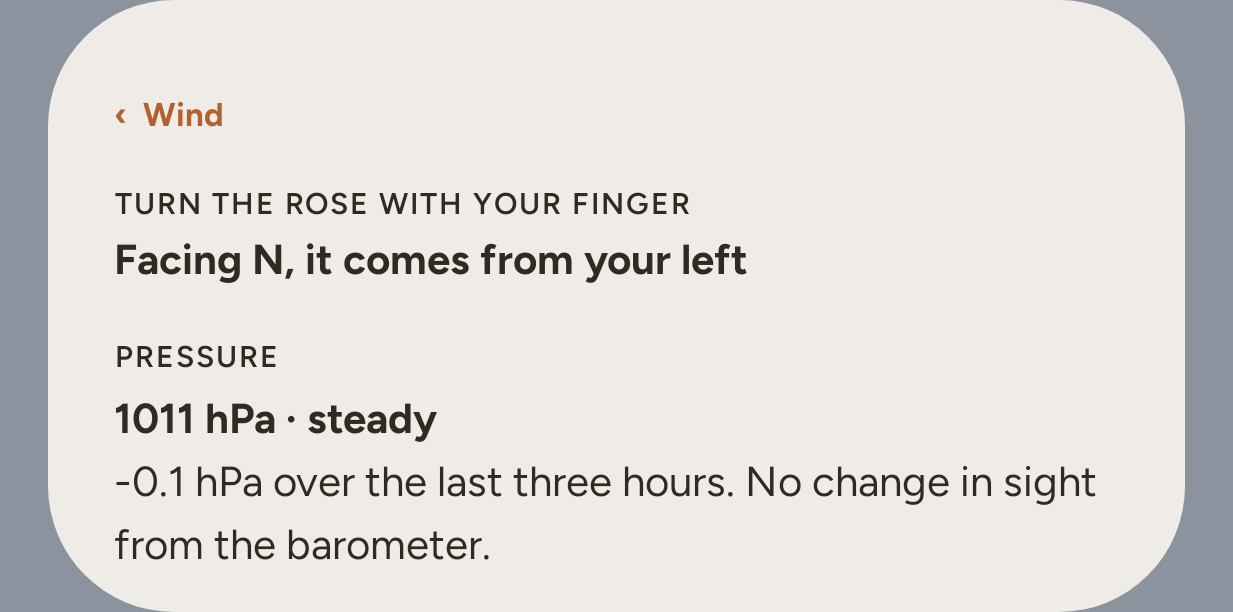 ‹ Wind
TURN THE ROSE WITH YOUR FINGER
Facing N, it comes from your left
PRESSURE
1011 hPa · steady
-0.1 hPa over the last three hours. No change in sight
from the barometer.